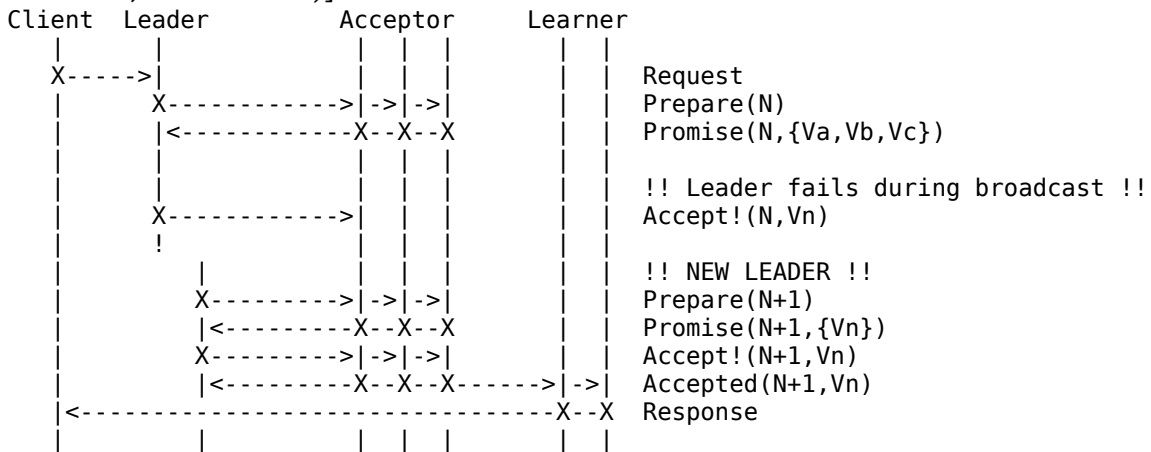 Client  Leader         Acceptor        Learner
   |      |             |  |  |       |  |
   X----->|             |  |  |       |  |  Request
   |      X------------>|->|->|       |  |  Prepare(N)
   |      |<------------X--X--X       |  |  Promise(N,{Va,Vb,Vc})
   |      |             |  |  |       |  |
   |      |             |  |  |       |  |  !! Leader fails during broadcast !!
   |      X------------>|  |  |       |  |  Accept!(N,Vn)
   |      !             |  |  |       |  |
   |         |          |  |  |       |  |  !! NEW LEADER !!
   |         X--------->|->|->|       |  |  Prepare(N+1)
   |         |<---------X--X--X       |  |  Promise(N+1,{Vn})
   |         X--------->|->|->|       |  |  Accept!(N+1,Vn)
   |         |<---------X--X--X------>|->|  Accepted(N+1,Vn)
   |<---------------------------------X--X  Response
   |         |          |  |  |       |  |